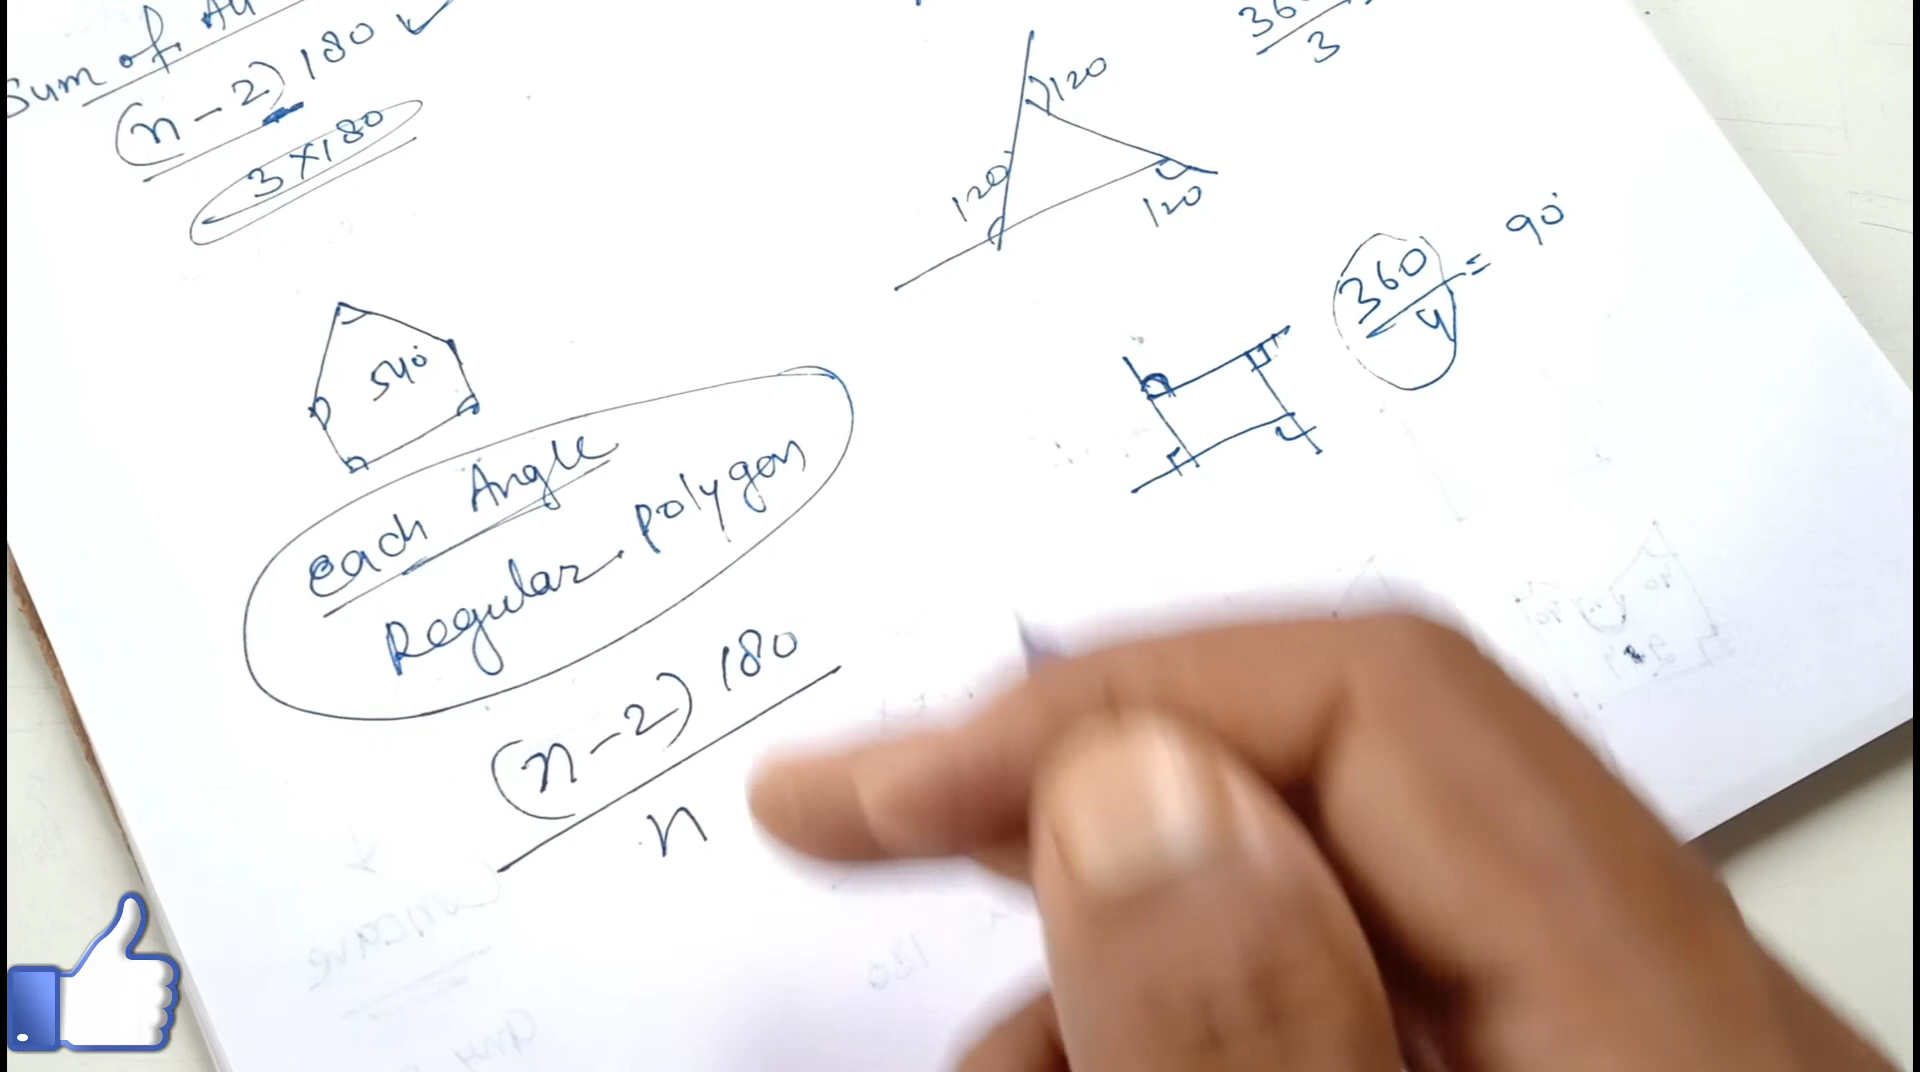 Sum of All
(n-2) 180 ✓
3×180
540°
each Angle
Regular polygon
(n-2) 180
n
120
120
120
360
3
360
4
= 90°